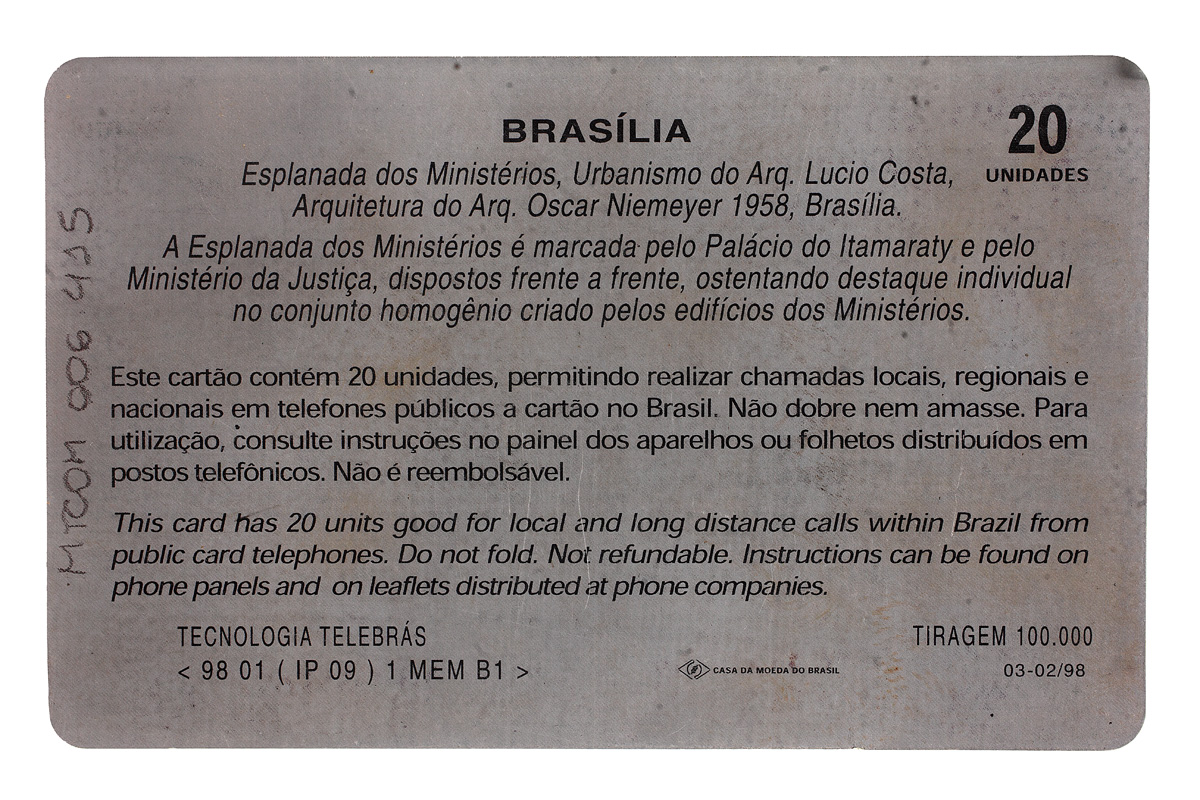 BRASÍLIA
20
UNIDADES
Esplanada dos Ministérios, Urbanismo do Arq. Lucio Costa,
Arquitetura do Arq. Oscar Niemeyer 1958, Brasília.
A Esplanada dos Ministérios é marcada pelo Palácio do Itamaraty e pelo
Ministério da Justiça, dispostos frente a frente, ostentando destaque individual
no conjunto homogênio criado pelos edifícios dos Ministérios.
Este cartão contém 20 unidades, permitindo realizar chamadas locais, regionais e
nacionais em telefones públicos a cartão no Brasil. Não dobre nem amasse. Para
utilização, consulte instruções no painel dos aparelhos ou folhetos distribuídos em
postos telefônicos. Não é reembolsável.
This card has 20 units good for local and long distance calls within Brazil from
public card telephones. Do not fold. Not refundable. Instructions can be found on
phone panels and on leaflets distributed at phone companies.
TECNOLOGIA TELEBRÁS
< 98 01 ( IP 09 ) 1 MEM B1 >
CASA DA MOEDA DO BRASIL
TIRAGEM 100.000
03-02/98
MTCOM 006.